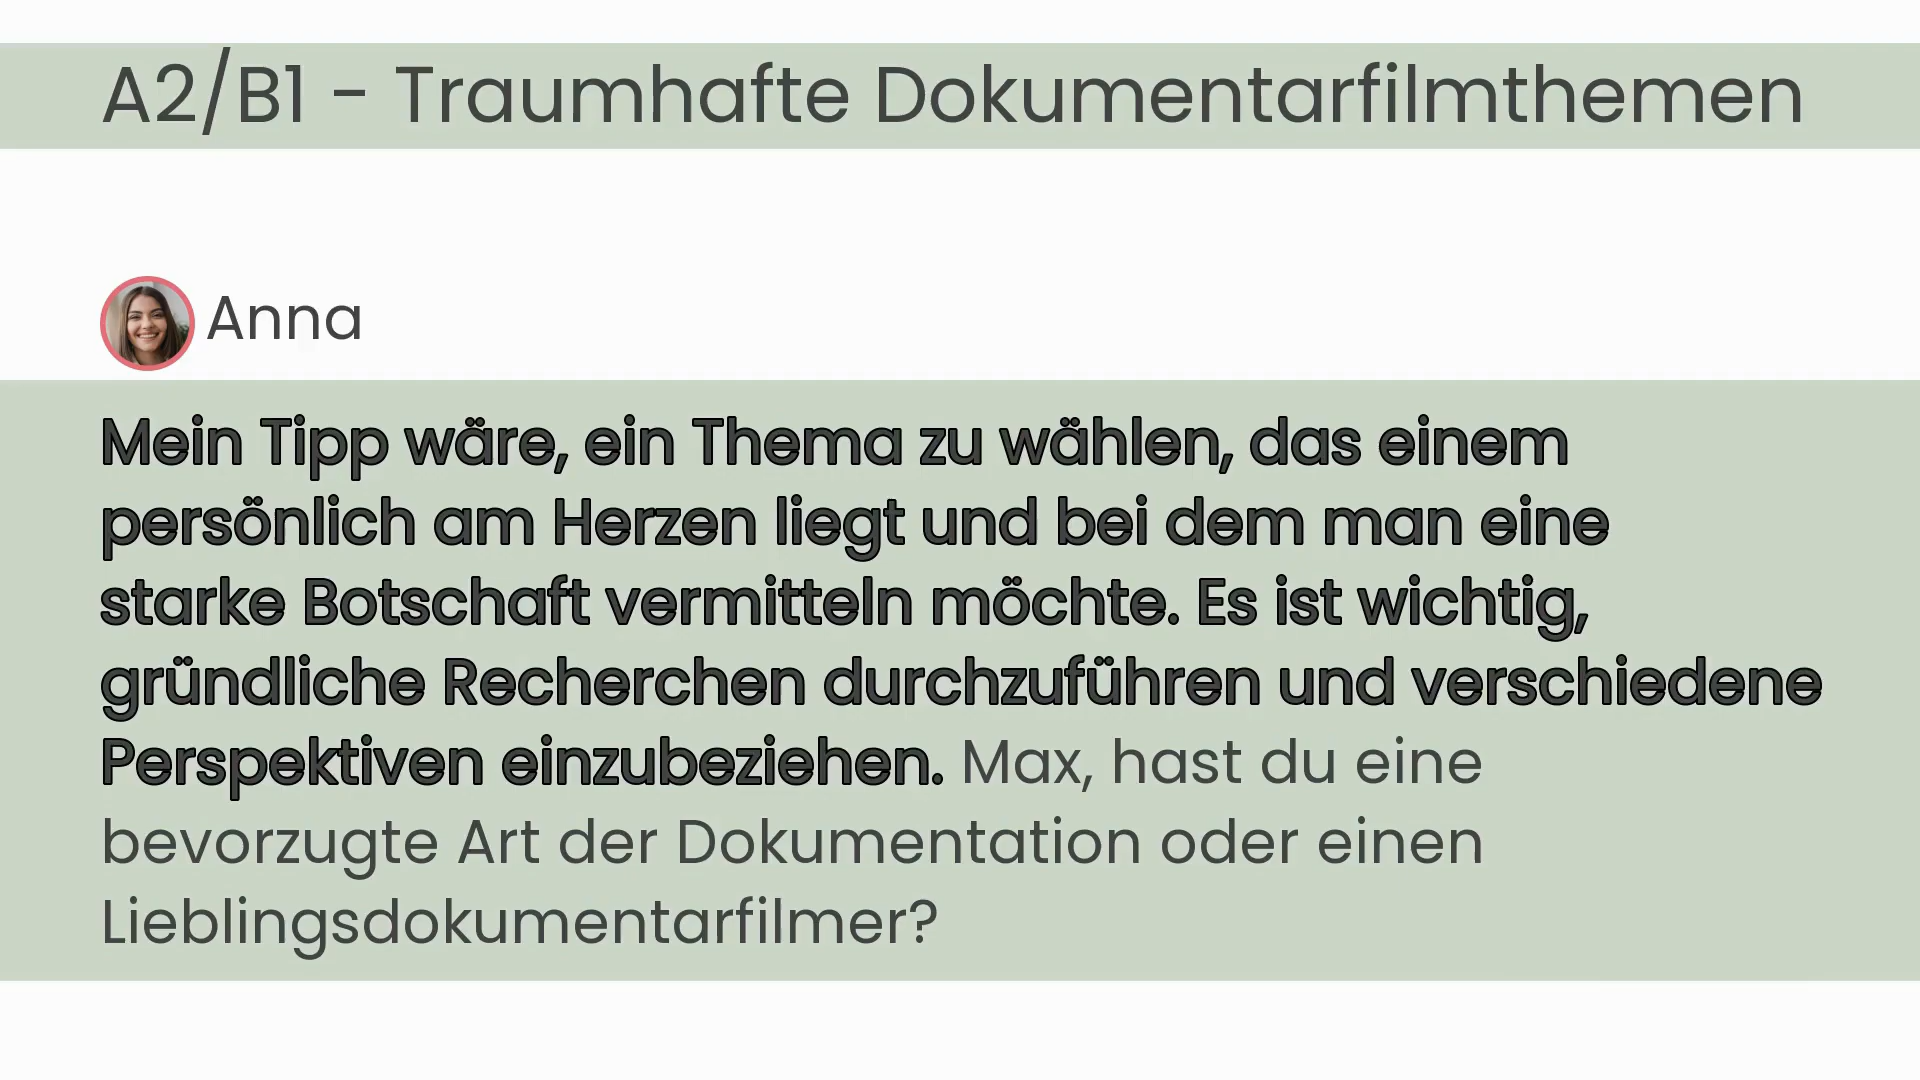 A2/B1 - Traumhafte Dokumentarfilmthemen
Anna
Mein Tipp wäre, ein Thema zu wählen, das einem
persönlich am Herzen liegt und bei dem man eine
starke Botschaft vermitteln möchte. Es ist wichtig,
gründliche Recherchen durchzuführen und verschiedene
Perspektiven einzubeziehen. Max, hast du eine
bevorzugte Art der Dokumentation oder einen
Lieblingsdokumentarfilmer?